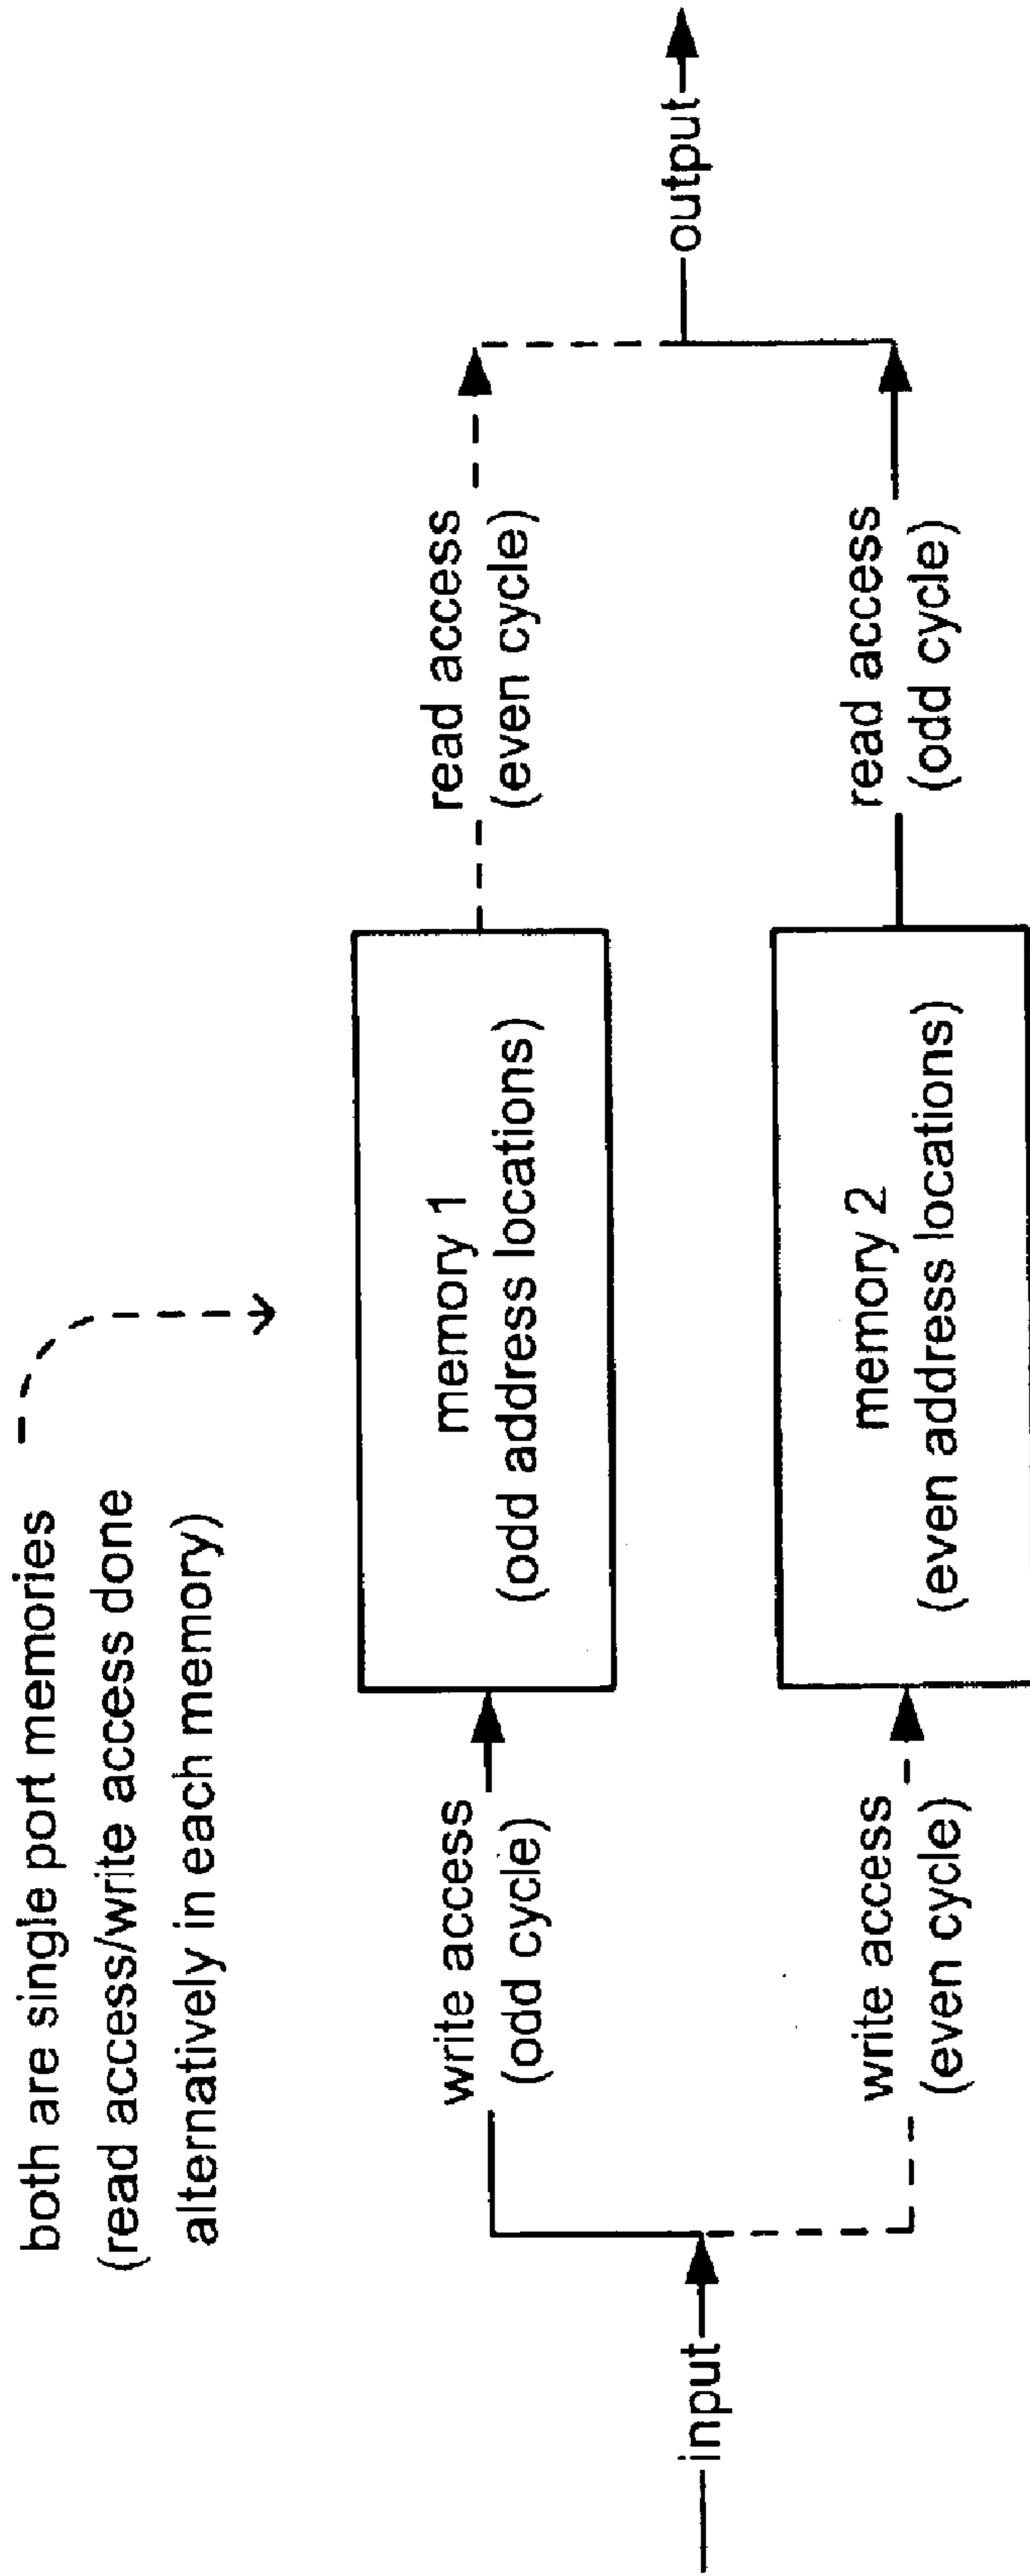 both are single port memories
(read access/write access done
alternatively in each memory)
input
write access
(odd cycle)
memory 1
(odd address locations)
read access
(even cycle)
write access
(even cycle)
memory 2
(even address locations)
read access
(odd cycle)
output